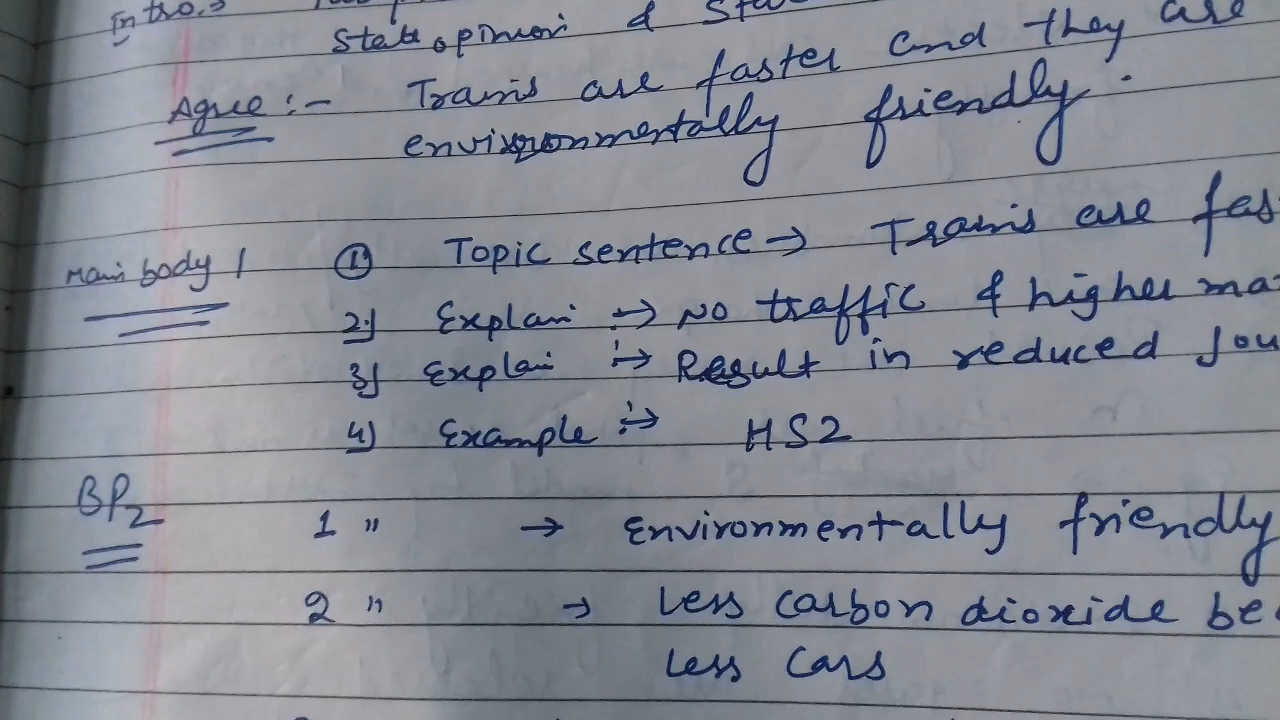 Intro.:
State opinion & State
Agree :- Trains are faster and they are
environmentally friendly.
Main body 1 ① Topic sentence → Trains are fas
2) Explain :→ No traffic & higher ma
3) Explain :→ Result in reduced Jou
4) Example :→ HS2
BP2 1 " → Environmentally friendly
2 " → Less carbon dioxide be
Less Cars